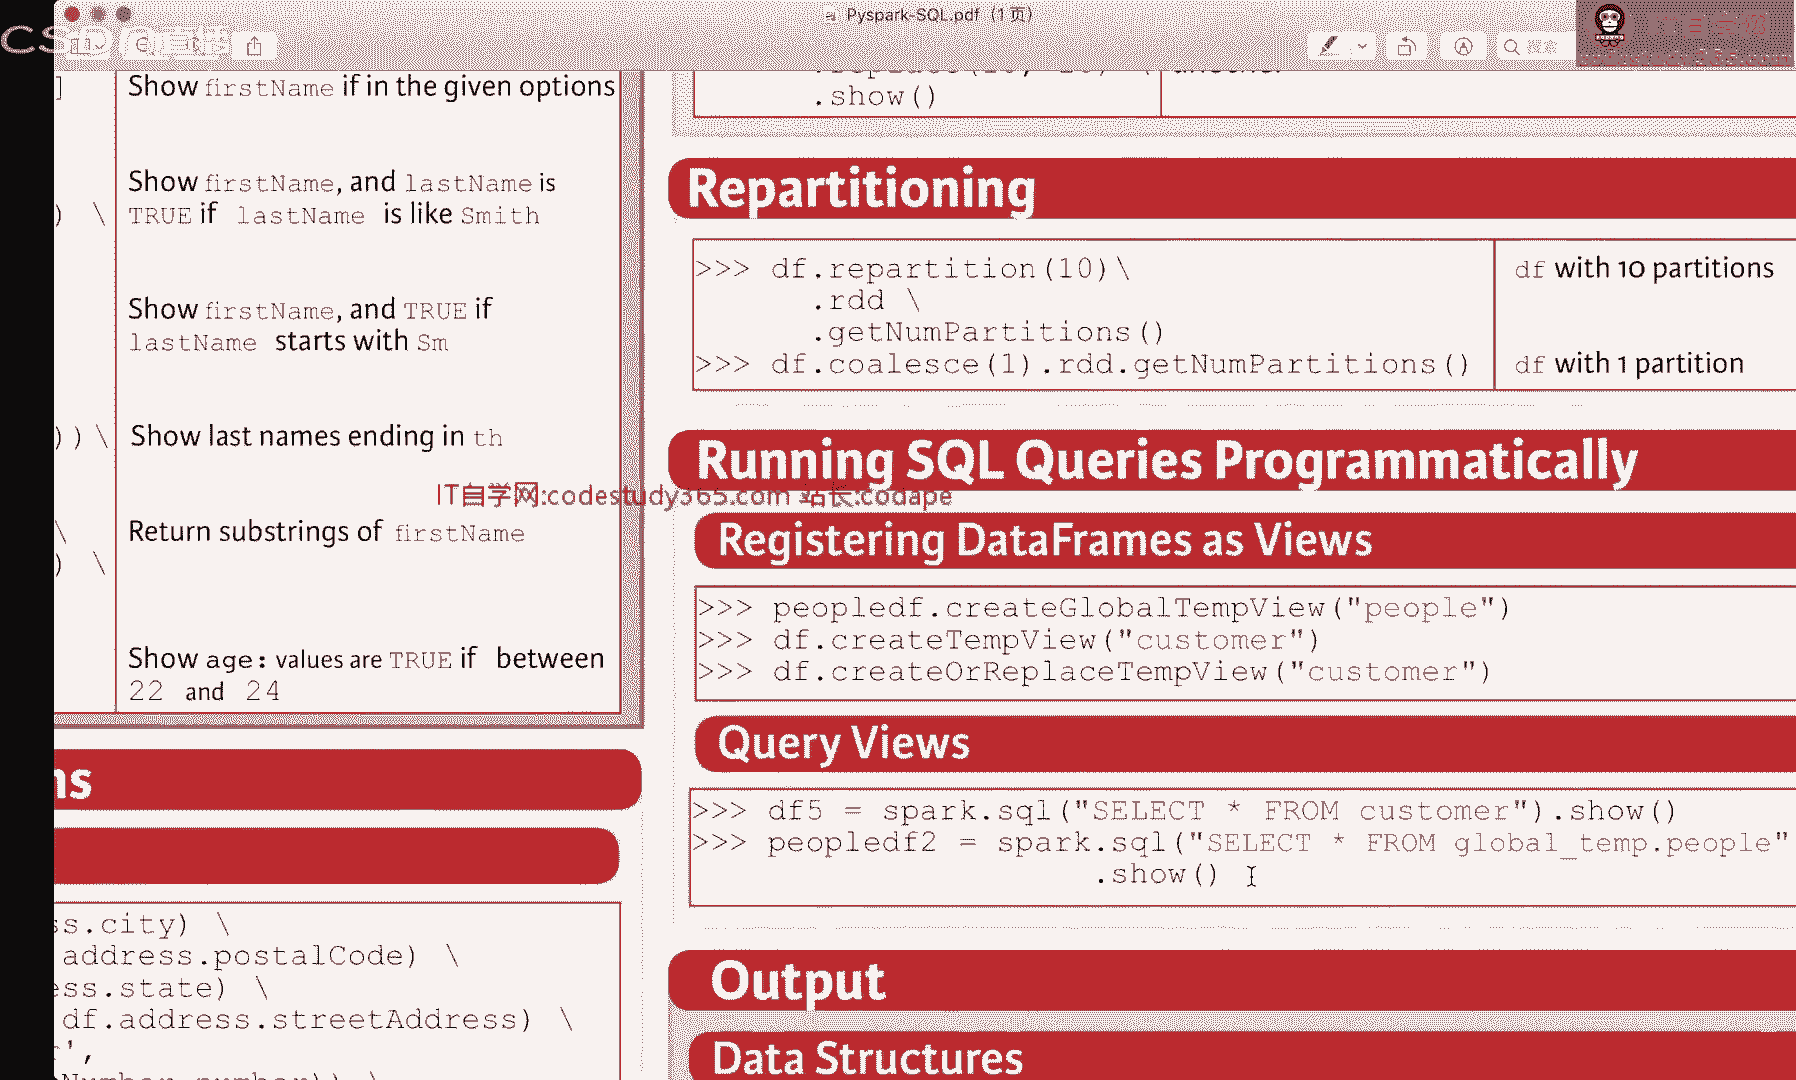 Pyspark-SQL.pdf (1 页)
搜索
]
Show firstName if in the given options
Show firstName, and lastName is
) \
TRUE if lastName is like Smith
Show firstName, and TRUE if
lastName starts with Sm
))\
Show last names ending in th
\
Return substrings of firstName
) \
Show age: values are TRUE if between
22 and 24
ns
ss.city) \
address.postalCode) \
ess.state) \
df.address.streetAddress) \
',
.show()
Repartitioning
>>> df.repartition(10)\
df with 10 partitions
.rdd \
.getNumPartitions()
>>> df.coalesce(1).rdd.getNumPartitions()
df with 1 partition
Running SQL Queries Programmatically
IT自学网:codestudy365.com 站长:codape
Registering DataFrames as Views
>>> peopledf.createGlobalTempView("people")
>>> df.createTempView("customer")
>>> df.createOrReplaceTempView("customer")
Query Views
>>> df5 = spark.sql("SELECT * FROM customer").show()
>>> peopledf2 = spark.sql("SELECT * FROM global_temp.people"
.show()
Output
Data Structures